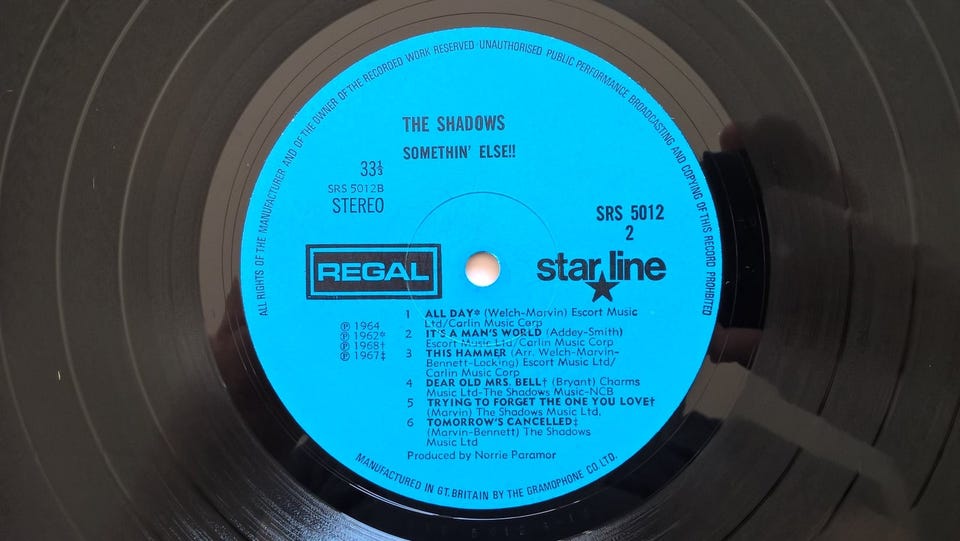 ALL RIGHTS OF THE MANUFACTURER AND OF THE OWNER OF THE RECORDED WORK RESERVED · UNAUTHORISED PUBLIC PERFORMANCE BROADCASTING AND COPYING OF THIS RECORD PROHIBITED
THE SHADOWS
SOMETHIN' ELSE!!
33⅓
SRS 5012B
STEREO
SRS 5012
2
REGAL
star line
1 ALL DAY* (Welch-Marvin) Escort Music
Ltd/Carlin Music Corp
2 IT'S A MAN'S WORLD (Addey-Smith)
Escort Music Ltd/Carlin Music Corp
3 THIS HAMMER (Arr. Welch-Marvin-
Bennett-Locking) Escort Music Ltd/
Carlin Music Corp
4 DEAR OLD MRS. BELL† (Bryant) Charms
Music Ltd-The Shadows Music-NCB
5 TRYING TO FORGET THE ONE YOU LOVE†
(Marvin) The Shadows Music Ltd.
6 TOMORROW'S CANCELLED‡
(Marvin-Bennett) The Shadows
Music Ltd
℗ 1964
℗ 1962*
℗ 1968†
℗ 1967‡
Produced by Norrie Paramor
MANUFACTURED IN GT. BRITAIN BY THE GRAMOPHONE CO LTD.